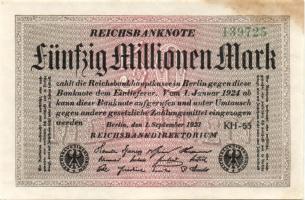 REICHSBANKNOTE
139725
Fünfzig Millionen Mark
zahlt die Reichsbankhauptkasse in Berlin gegen diese
Banknote dem Einlieferer. Vom 1. Januar 1924 ab
kann diese Banknote aufgerufen und unter Umtausch
gegen andere gesetzliche Zahlungsmittel eingezogen
werden
Berlin, den 1. September 1923
KH-55
REICHSBANKDIREKTORIUM